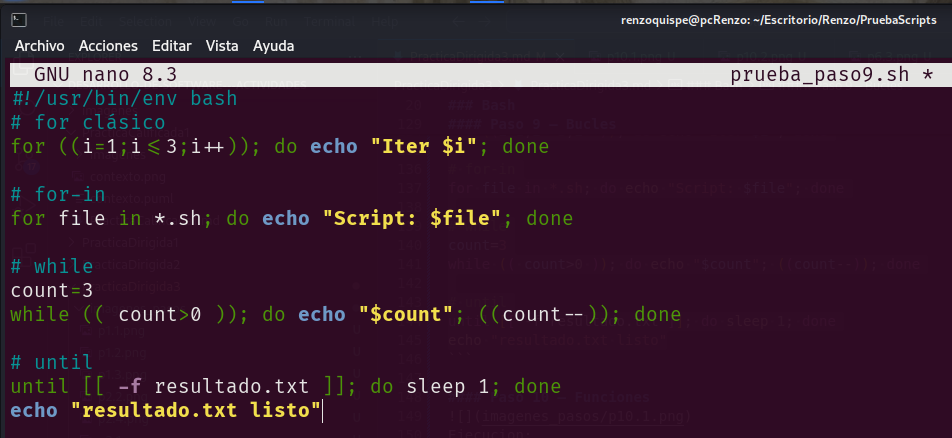 renzoquispe@pcRenzo: ~/Escritorio/Renzo/PruebaScripts
Archivo Acciones Editar Vista Ayuda
GNU nano 8.3 prueba_paso9.sh *
#!/usr/bin/env bash
# for clásico
for ((i=1;i<=3;i++)); do echo "Iter $i"; done
# for-in
for file in *.sh; do echo "Script: $file"; done
# while
count=3
while (( count>0 )); do echo "$count"; ((count--)); done
# until
until [[ -f resultado.txt ]]; do sleep 1; done
echo "resultado.txt listo"